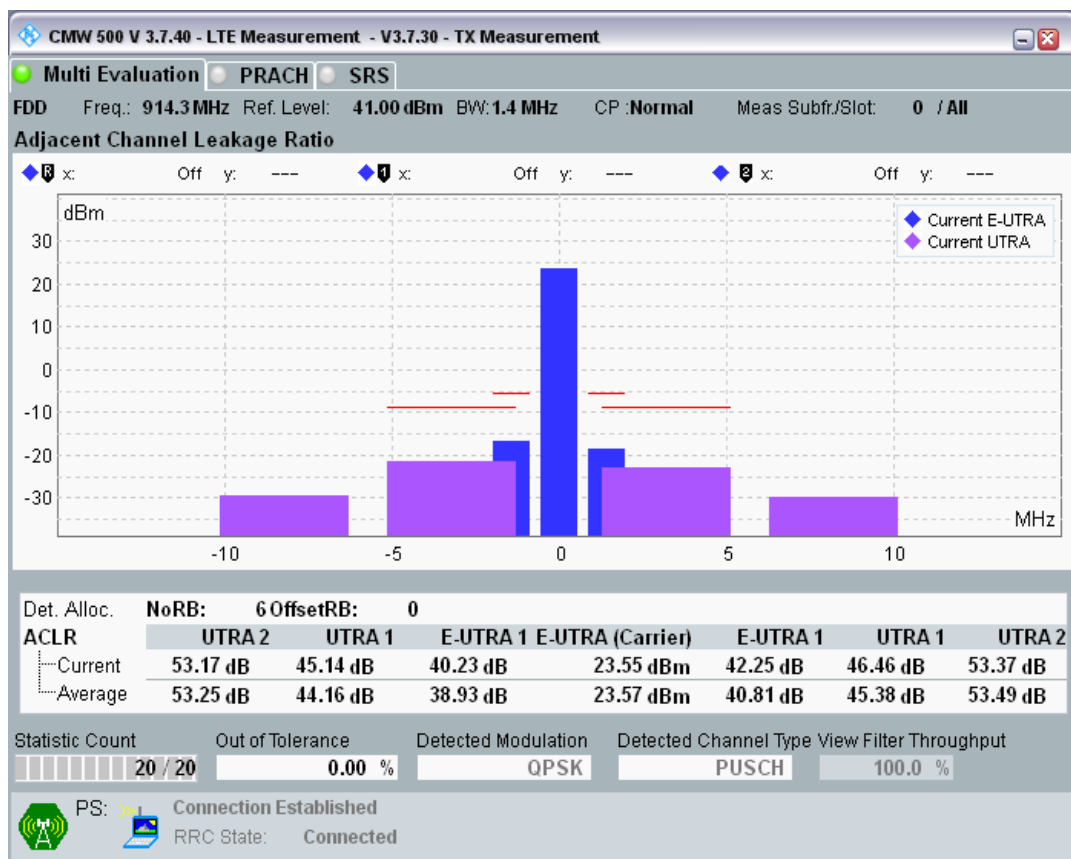 CMW 500 V 3.7.40 - LTE Measurement - V3.7.30 - TX Measurement
Multi Evaluation PRACH SRS
FDD Freq.: 914.3 MHz Ref. Level: 41.00 dBm BW: 1.4 MHz CP :Normal Meas Subfr./Slot: 0 / All
Adjacent Channel Leakage Ratio
R x: Off y: --- 1 x: Off y: --- 2 x: Off y: ---
dBm
Current E-UTRA
Current UTRA
30
20
10
0
-10
-20
-30
MHz
-10 -5 0 5 10
Det. Alloc. NoRB: 6 OffsetRB: 0
ACLR UTRA 2 UTRA 1 E-UTRA 1 E-UTRA (Carrier) E-UTRA 1 UTRA 1 UTRA 2
Current 53.17 dB 45.14 dB 40.23 dB 23.55 dBm 42.25 dB 46.46 dB 53.37 dB
Average 53.25 dB 44.16 dB 38.93 dB 23.57 dBm 40.81 dB 45.38 dB 53.49 dB
Statistic Count Out of Tolerance Detected Modulation Detected Channel Type View Filter Throughput
20 / 20 0.00 % QPSK PUSCH 100.0 %
PS: Connection Established
RRC State: Connected